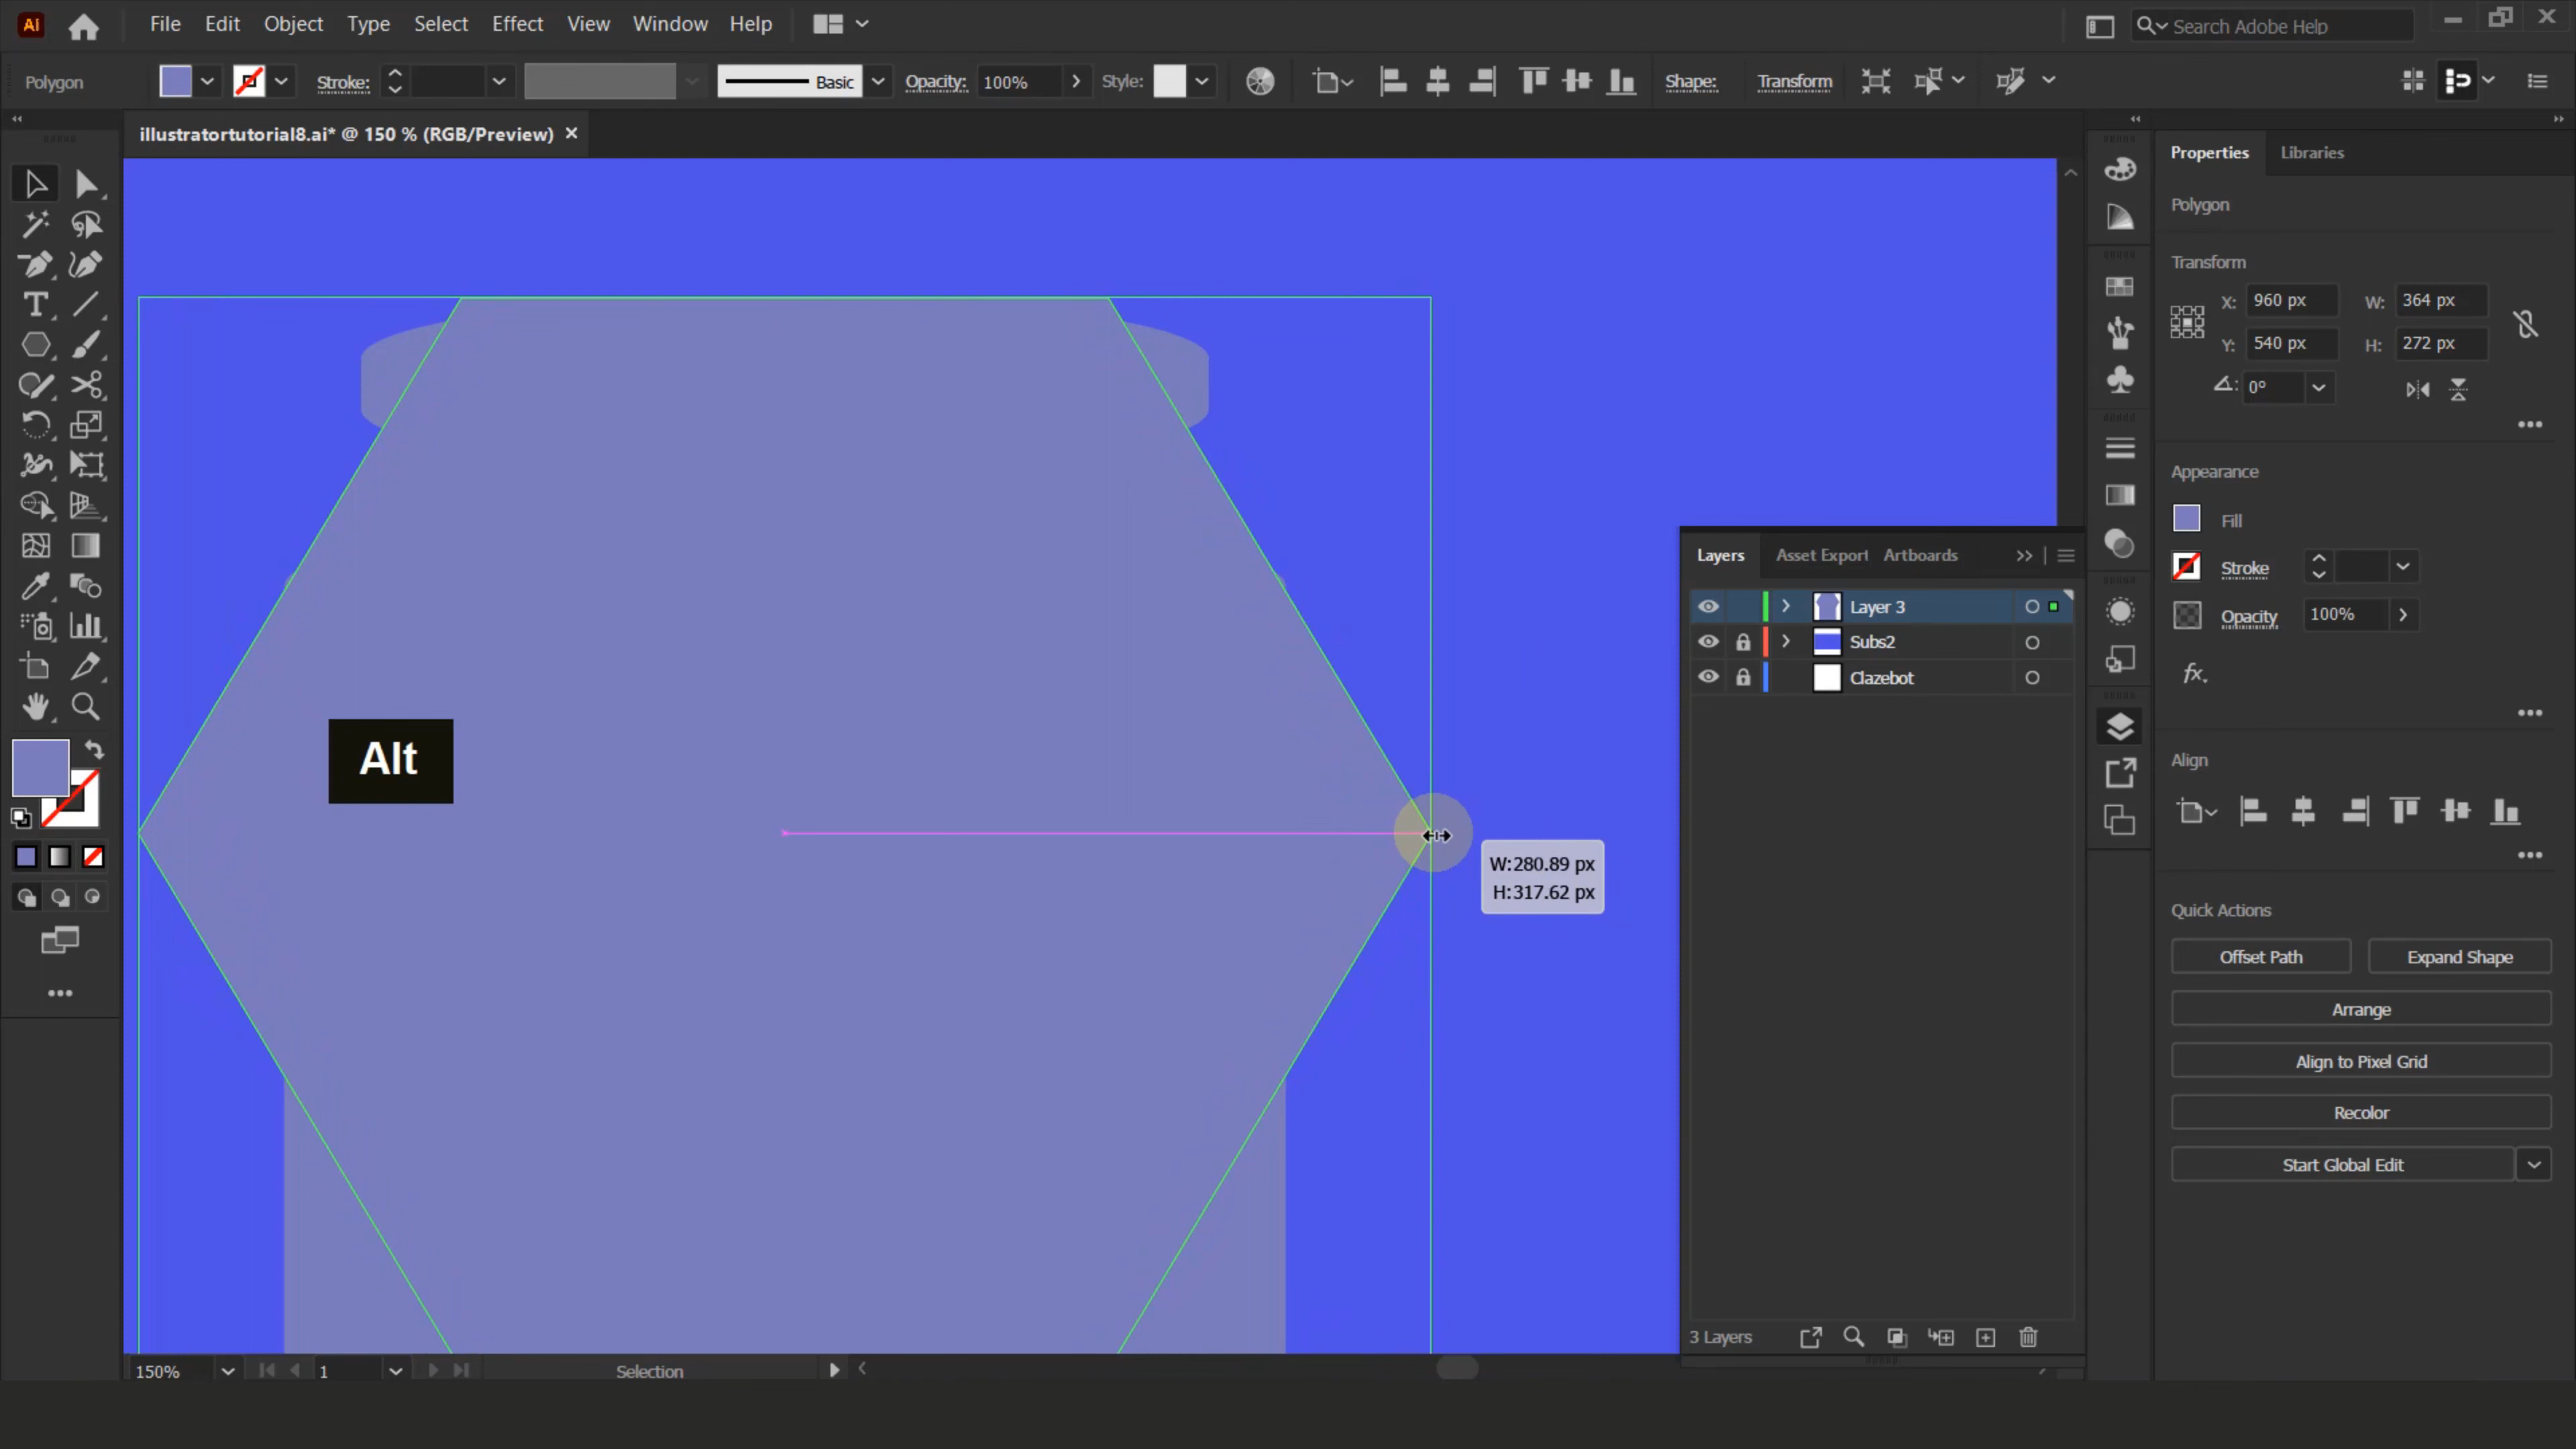 Ai File Edit Object Type Select Effect View Window Help Search Adobe Help
Polygon Stroke: Basic Opacity: 100% Style: Shape: Transform
illustratortutorial8.ai* @ 150 % (RGB/Preview) ×
Properties Libraries
Polygon
Transform
X: 960 px W: 364 px
Y: 540 px H: 272 px
0°
Appearance
Fill
Stroke
Opacity 100%
fx.
Align
Quick Actions
Offset Path Expand Shape
Arrange
Align to Pixel Grid
Recolor
Start Global Edit
Layers Asset Export Artboards
Layer 3
Subs2
Clazebot
3 Layers
Alt
W:280.89 px
H:317.62 px
150% 1 Selection